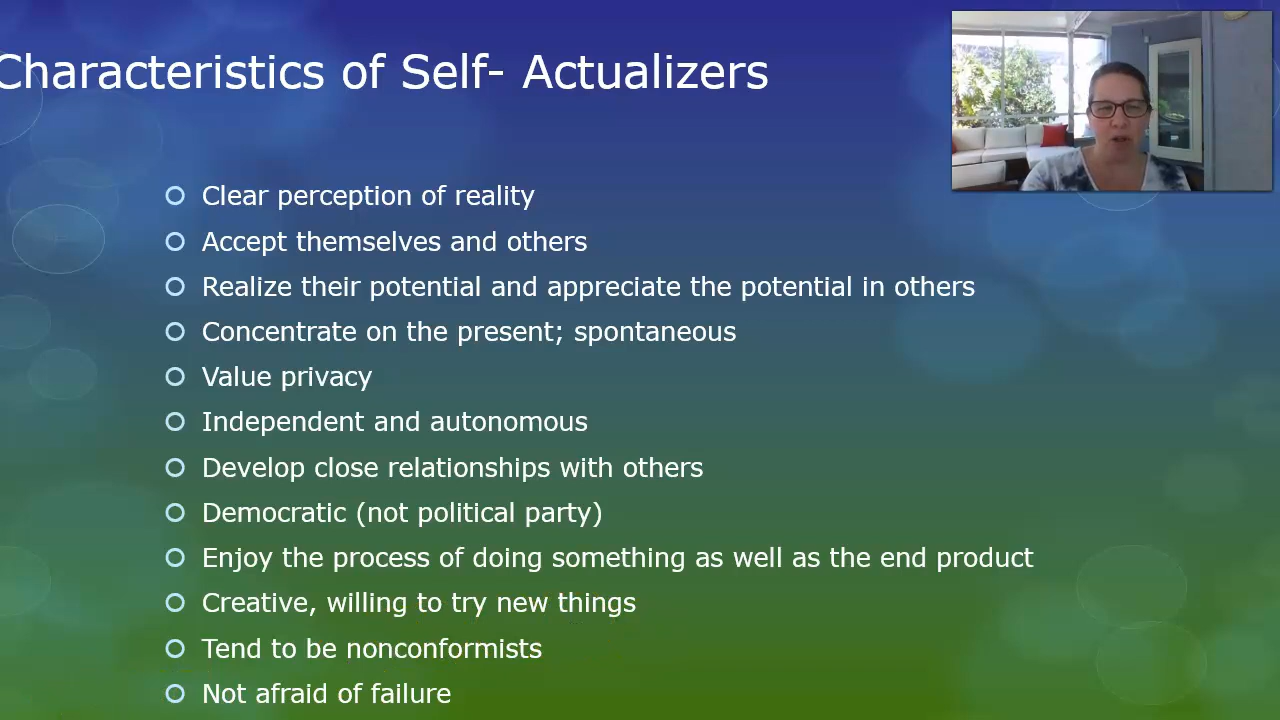 Characteristics of Self- Actualizers
Clear perception of reality
Accept themselves and others
Realize their potential and appreciate the potential in others
Concentrate on the present; spontaneous
Value privacy
Independent and autonomous
Develop close relationships with others
Democratic (not political party)
Enjoy the process of doing something as well as the end product
Creative, willing to try new things
Tend to be nonconformists
Not afraid of failure